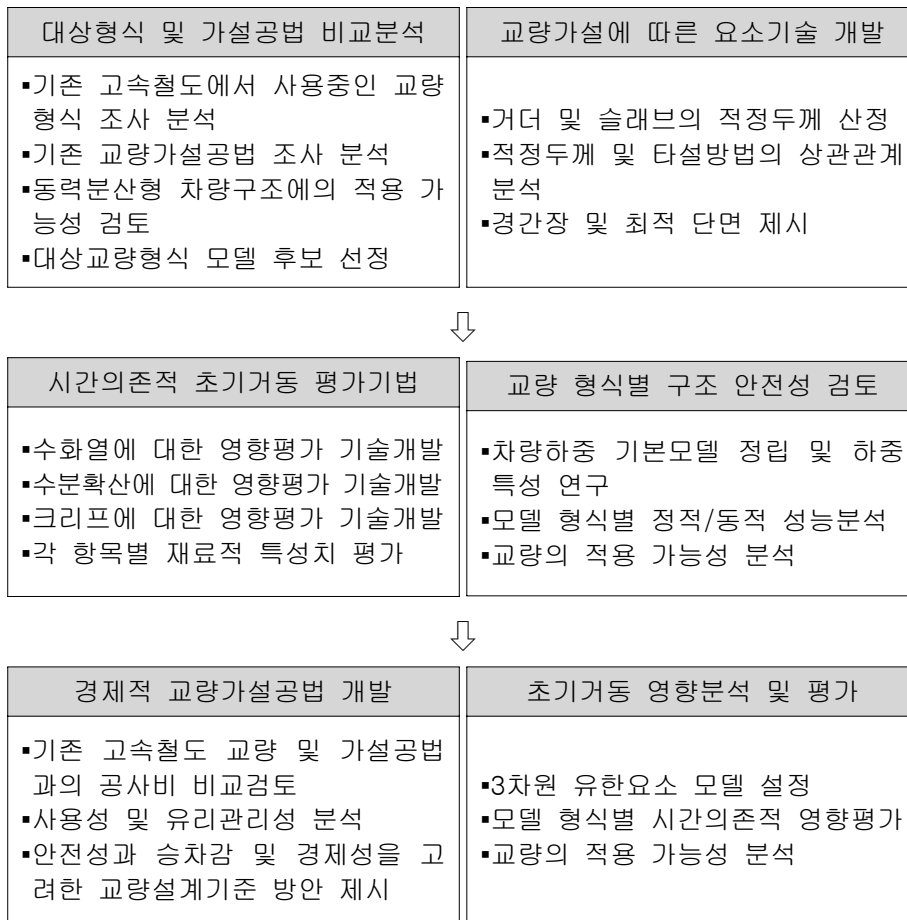 대상형식 및 가설공법 비교분석
▪기존 고속철도에서 사용중인 교량
형식 조사 분석
▪기존 교량가설공법 조사 분석
▪동력분산형 차량구조에의 적용 가
능성 검토
▪대상교량형식 모델 후보 선정
교량가설에 따른 요소기술 개발
▪거더 및 슬래브의 적정두께 산정
▪적정두께 및 타설방법의 상관관계
분석
▪경간장 및 최적 단면 제시
시간의존적 초기거동 평가기법
▪수화열에 대한 영향평가 기술개발
▪수분확산에 대한 영향평가 기술개발
▪크리프에 대한 영향평가 기술개발
▪각 항목별 재료적 특성치 평가
교량 형식별 구조 안전성 검토
▪차량하중 기본모델 정립 및 하중
특성 연구
▪모델 형식별 정적/동적 성능분석
▪교량의 적용 가능성 분석
경제적 교량가설공법 개발
▪기존 고속철도 교량 및 가설공법
과의 공사비 비교검토
▪사용성 및 유리관리성 분석
▪안전성과 승차감 및 경제성을 고
려한 교량설계기준 방안 제시
초기거동 영향분석 및 평가
▪3차원 유한요소 모델 설정
▪모델 형식별 시간의존적 영향평가
▪교량의 적용 가능성 분석